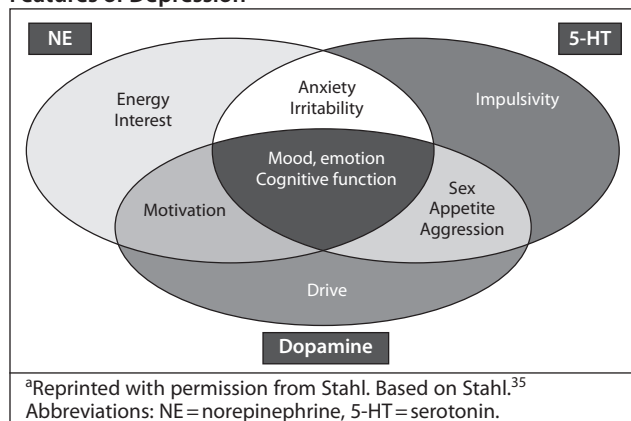 Features of Depression
NE
5-HT
Anxiety
Irritability
Energy
Interest
Impulsivity
Mood, emotion
Cognitive function
Motivation
Sex
Appetite
Aggression
Drive
Dopamine
aReprinted with permission from Stahl. Based on Stahl.35
Abbreviations: NE = norepinephrine, 5-HT = serotonin.